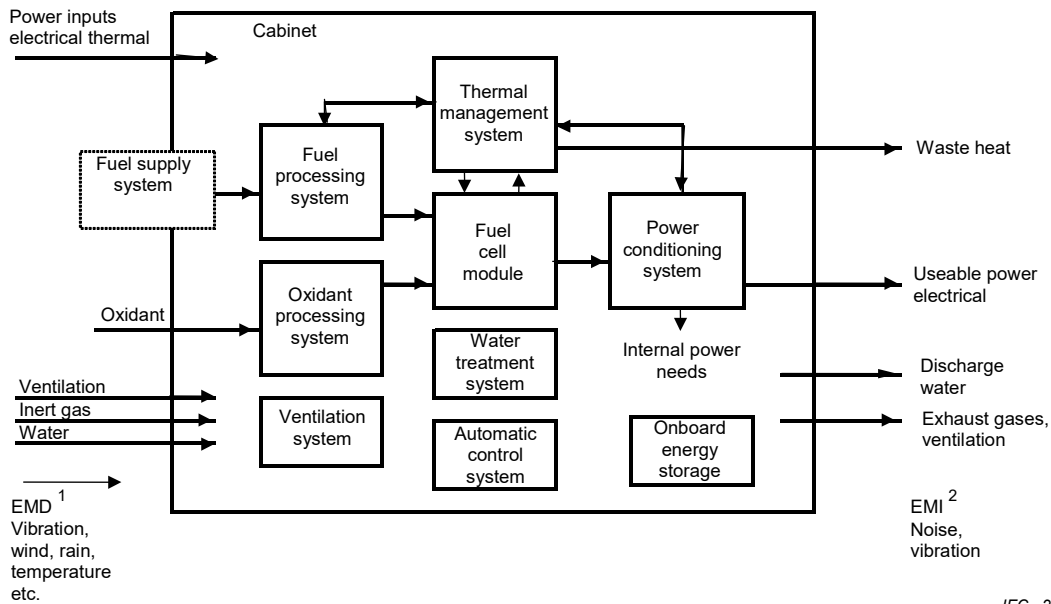 Power inputs
electrical thermal
Cabinet
Thermal
management
system
Fuel supply
system
Fuel
processing
system
Waste heat
Fuel
cell
module
Power
conditioning
system
Oxidant
Oxidant
processing
system
Useable power
electrical
Water
treatment
system
Internal power
needs
Discharge
water
Ventilation
Inert gas
Water
Ventilation
system
Automatic
control
system
Onboard
energy
storage
Exhaust gases,
ventilation
EMD 1
Vibration,
wind, rain,
temperature
etc.
EMI 2
Noise,
vibration